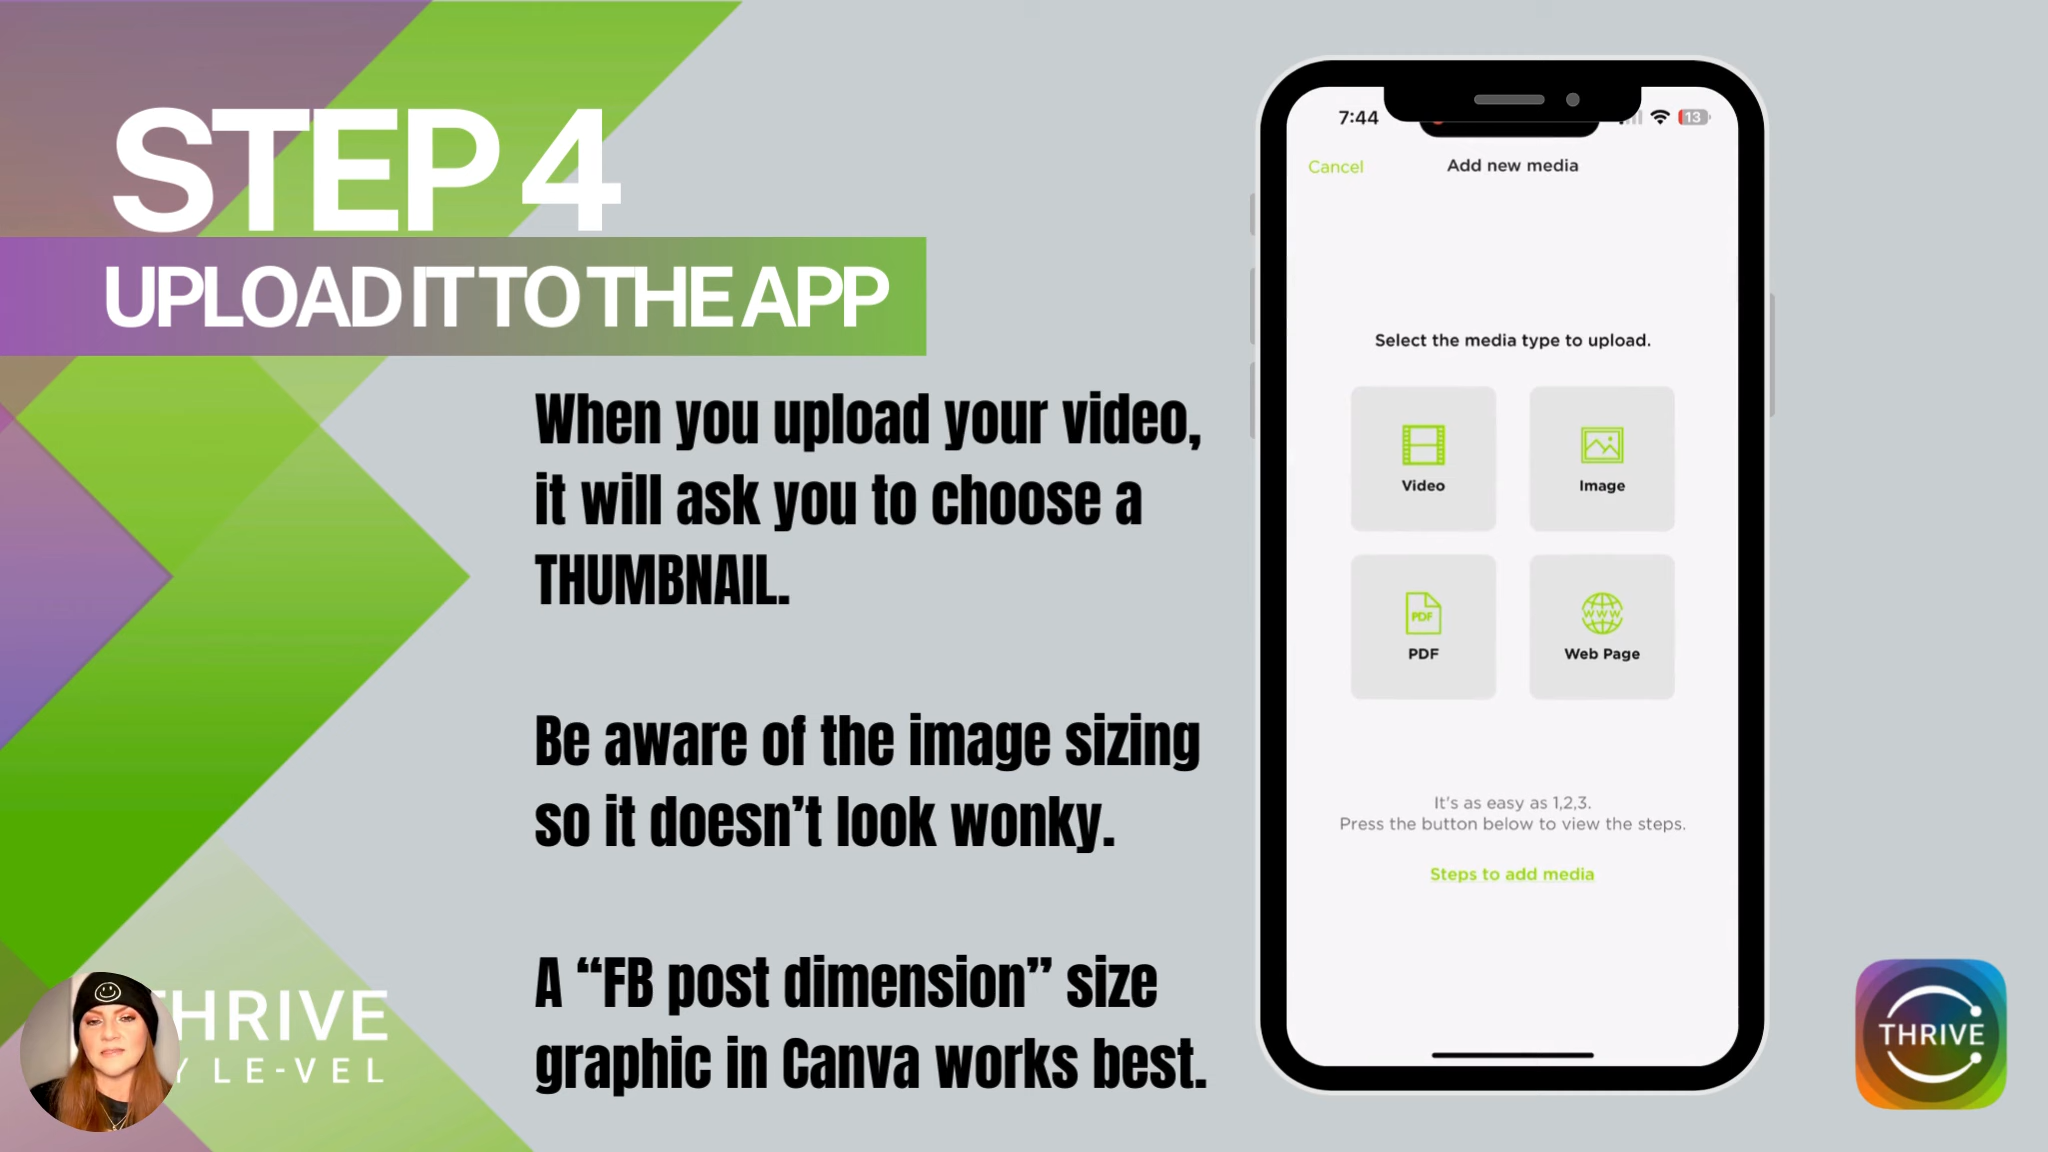 STEP 4
UPLOAD IT TO THE APP
When you upload your video,
it will ask you to choose a
THUMBNAIL.
Be aware of the image sizing
so it doesn’t look wonky.
A “FB post dimension” size
graphic in Canva works best.
7:44
13
Cancel
Add new media
Select the media type to upload.
Video
Image
PDF
PDF
WWW
Web Page
It's as easy as 1,2,3.
Press the button below to view the steps.
Steps to add media
THRIVE
Y LE-VEL
THRIVE